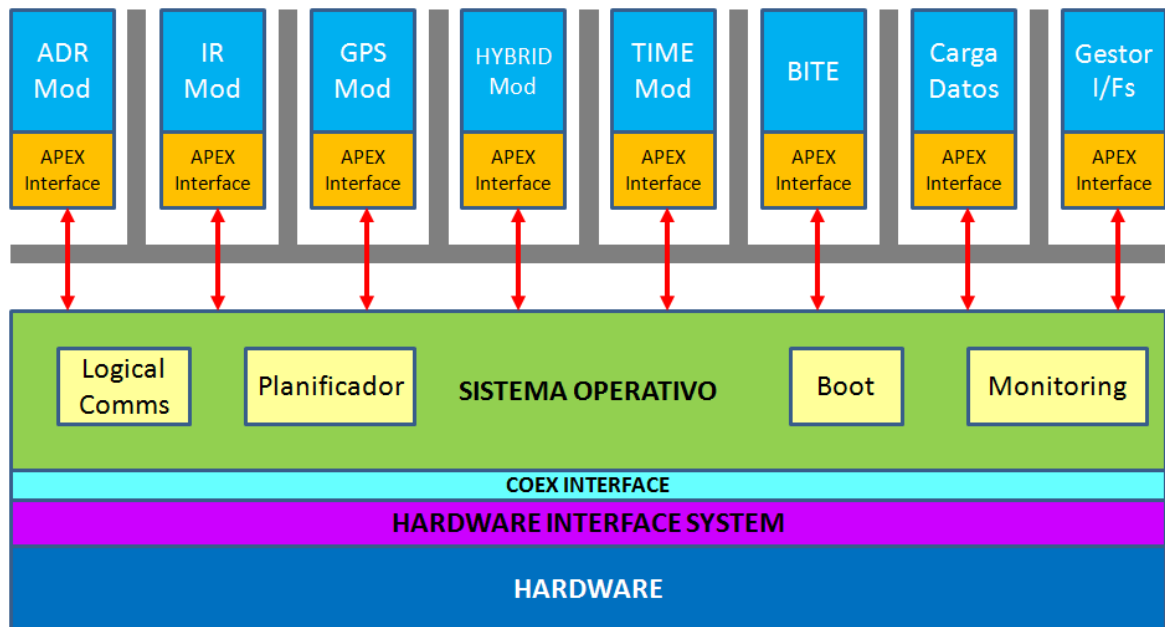 ADR
Mod
IR
Mod
GPS
Mod
HYBRID
Mod
TIME
Mod
BITE
Carga
Datos
Gestor
I/Fs
APEX
Interface
APEX
Interface
APEX
Interface
APEX
Interface
APEX
Interface
APEX
Interface
APEX
Interface
APEX
Interface
Logical
Comms
Planificador
SISTEMA OPERATIVO
Boot
Monitoring
COEX INTERFACE
HARDWARE INTERFACE SYSTEM
HARDWARE